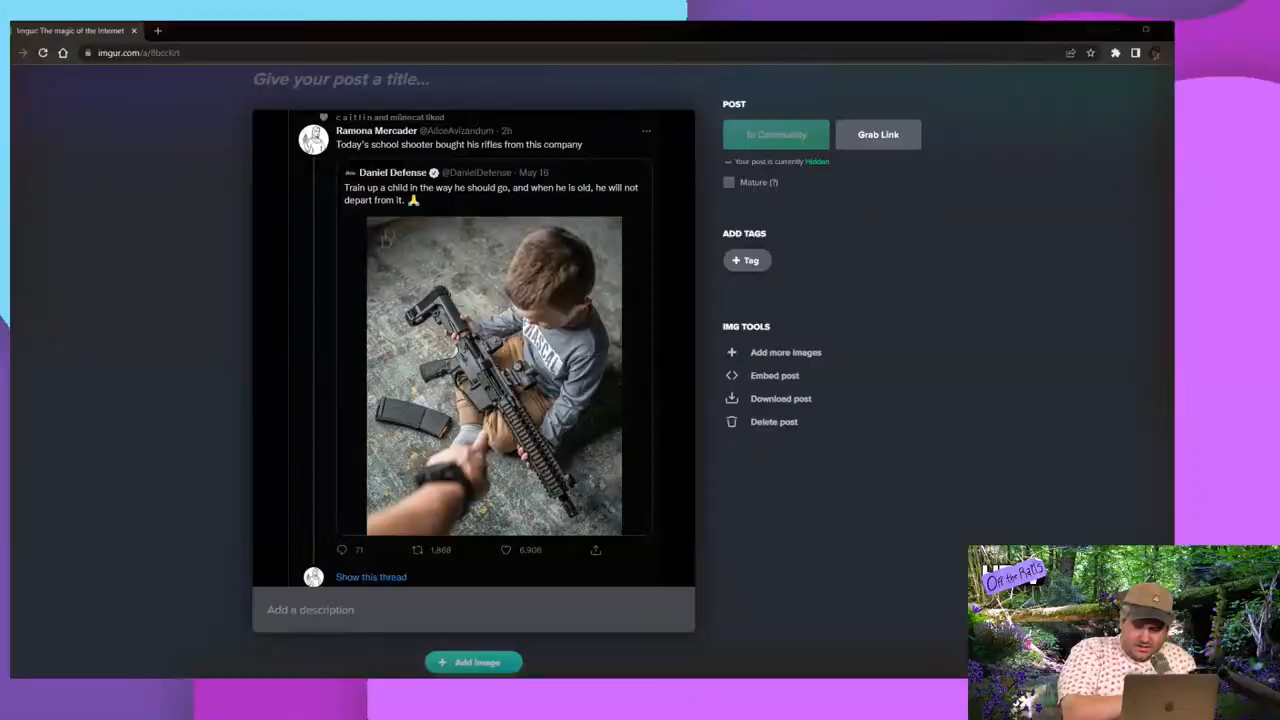 Imgur: The magic of the Internet
imgur.com/a/8bccKrt
Give your post a title...
c a i t l i n and münecat liked
Ramona Mercader @AliceAvizandum · 2h
Today's school shooter bought his rifles from this company
Daniel Defense @DanielDefense · May 16
Train up a child in the way he should go, and when he is old, he will not
depart from it. 🙏
71
1,868
6,906
Show this thread
Add a description
+ Add image
POST
To Community
Grab Link
Your post is currently Hidden
Mature (?)
ADD TAGS
+ Tag
IMG TOOLS
Add more images
Embed post
Download post
Delete post
Off the Rails